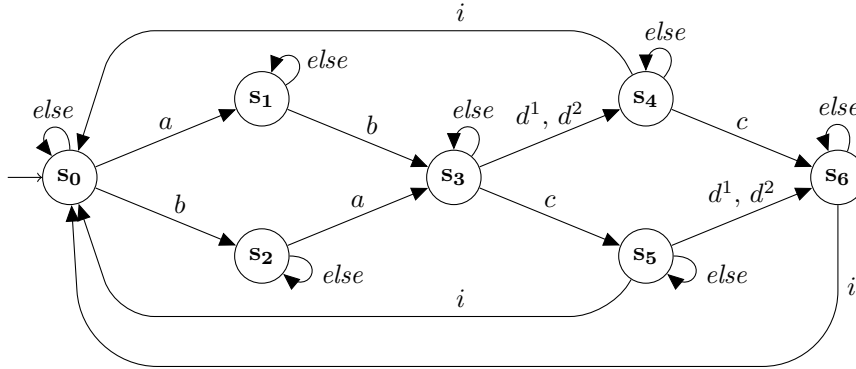 i
else
else
s₁
s₄
else
a
b
d¹, d²
c
else
else
s₀
s₃
s₆
b
a
c
d¹, d²
s₂
else
s₅
else
i
i